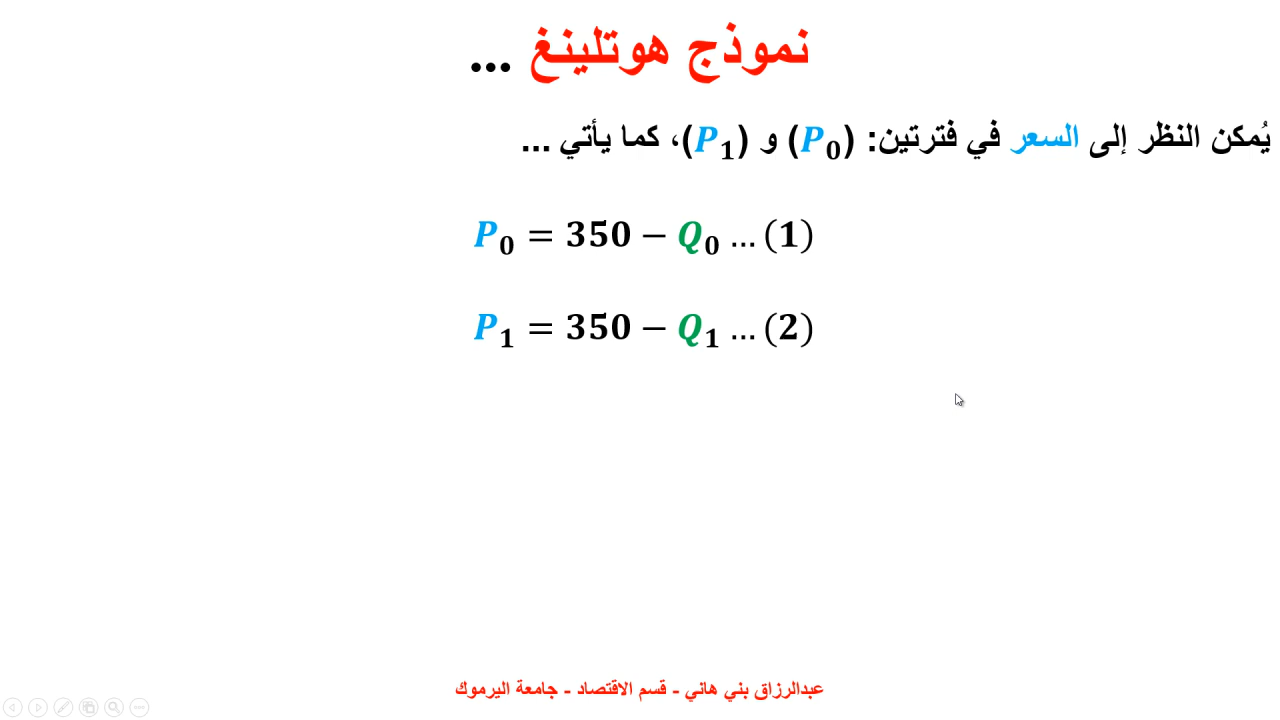 نموذج هوتلينغ ...
يُمكن النظر إلى السعر في فترتين: (P₀) و (P₁)، كما يأتي ...
P₀ = 350 − Q₀ ... (1)
P₁ = 350 − Q₁ ... (2)
عبدالرزاق بني هاني - قسم الاقتصاد - جامعة اليرموك